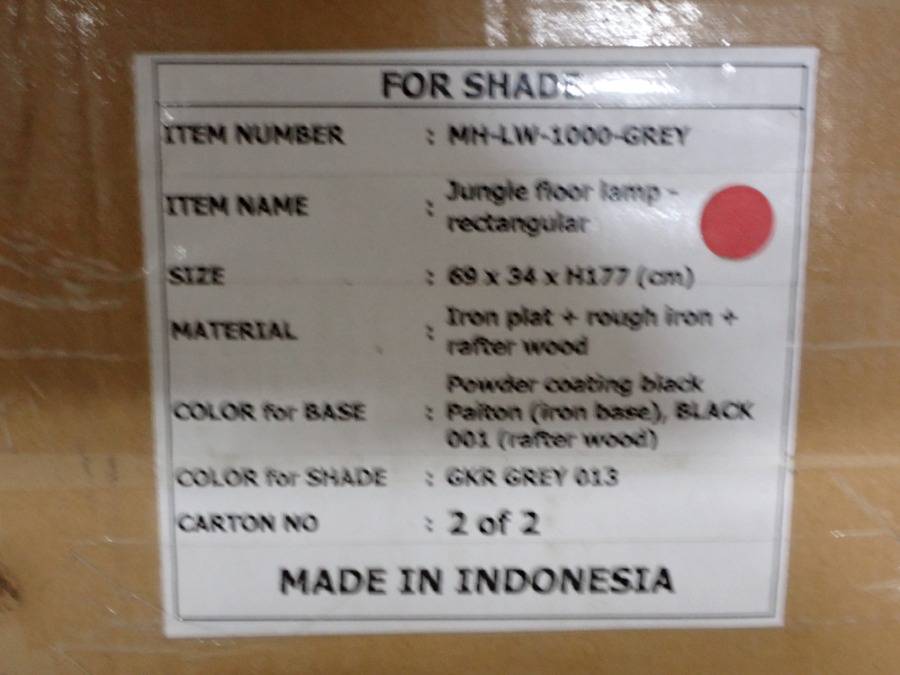 FOR SHADE
ITEM NUMBER : MH-LW-1000-GREY
ITEM NAME : Jungle floor lamp -
rectangular
SIZE : 69 x 34 x H177 (cm)
MATERIAL : Iron plat + rough iron +
rafter wood
Powder coating black
COLOR for BASE : Paiton (iron base), BLACK
001 (rafter wood)
COLOR for SHADE : GKR GREY 013
CARTON NO : 2 of 2
MADE IN INDONESIA